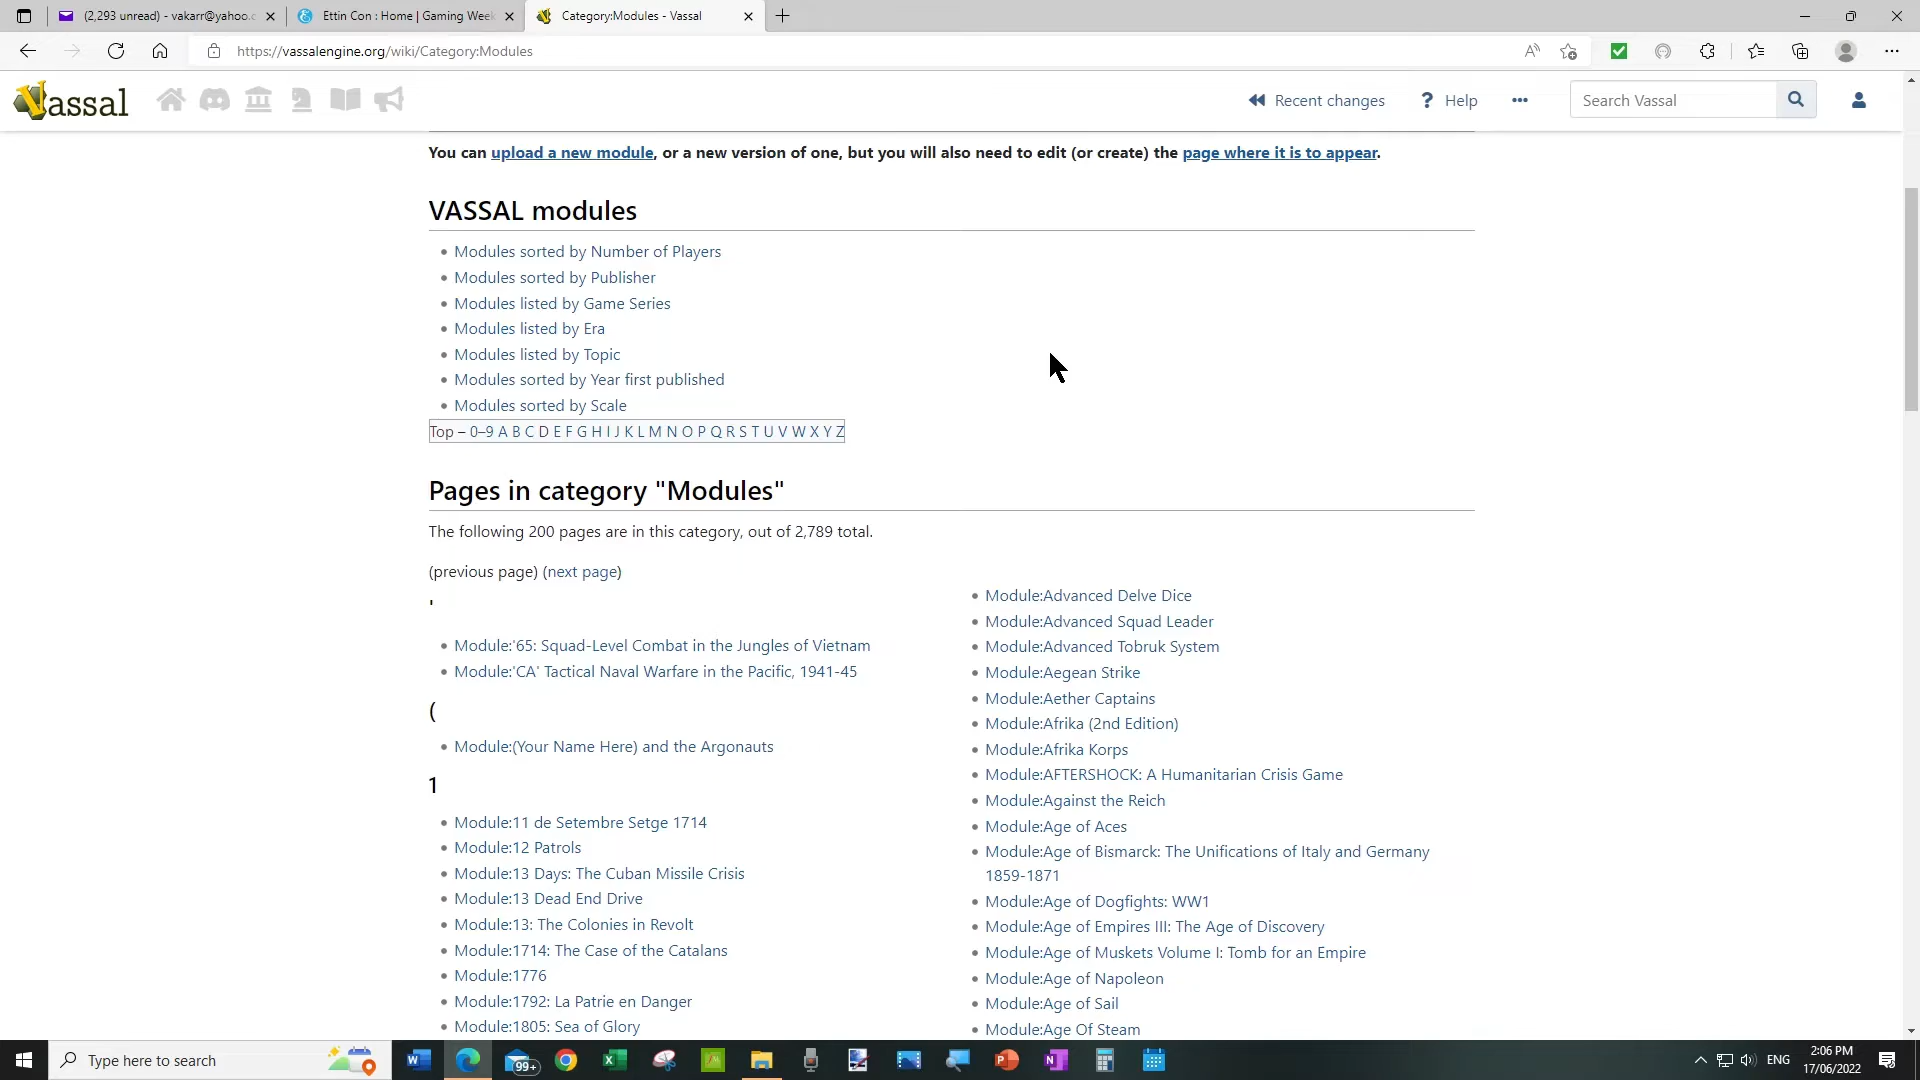 (2,293 unread) - vakarr@yahoo.c
Ettin Con : Home | Gaming Week
Category:Modules - Vassal
https://vassalengine.org/wiki/Category:Modules
Vassal
Recent changes
? Help
Search Vassal
You can upload a new module, or a new version of one, but you will also need to edit (or create) the page where it is to appear.
VASSAL modules
Modules sorted by Number of Players
Modules sorted by Publisher
Modules listed by Game Series
Modules listed by Era
Modules listed by Topic
Modules sorted by Year first published
Modules sorted by Scale
Top – 0–9 A B C D E F G H I J K L M N O P Q R S T U V W X Y Z
Pages in category "Modules"
The following 200 pages are in this category, out of 2,789 total.
(previous page) (next page)
'
Module:'65: Squad-Level Combat in the Jungles of Vietnam
Module:'CA' Tactical Naval Warfare in the Pacific, 1941-45
(
Module:(Your Name Here) and the Argonauts
1
Module:11 de Setembre Setge 1714
Module:12 Patrols
Module:13 Days: The Cuban Missile Crisis
Module:13 Dead End Drive
Module:13: The Colonies in Revolt
Module:1714: The Case of the Catalans
Module:1776
Module:1792: La Patrie en Danger
Module:1805: Sea of Glory
Module:Advanced Delve Dice
Module:Advanced Squad Leader
Module:Advanced Tobruk System
Module:Aegean Strike
Module:Aether Captains
Module:Afrika (2nd Edition)
Module:Afrika Korps
Module:AFTERSHOCK: A Humanitarian Crisis Game
Module:Against the Reich
Module:Age of Aces
Module:Age of Bismarck: The Unifications of Italy and Germany
1859-1871
Module:Age of Dogfights: WW1
Module:Age of Empires III: The Age of Discovery
Module:Age of Muskets Volume I: Tomb for an Empire
Module:Age of Napoleon
Module:Age of Sail
Module:Age Of Steam
Type here to search
99+
ENG
2:06 PM
17/06/2022